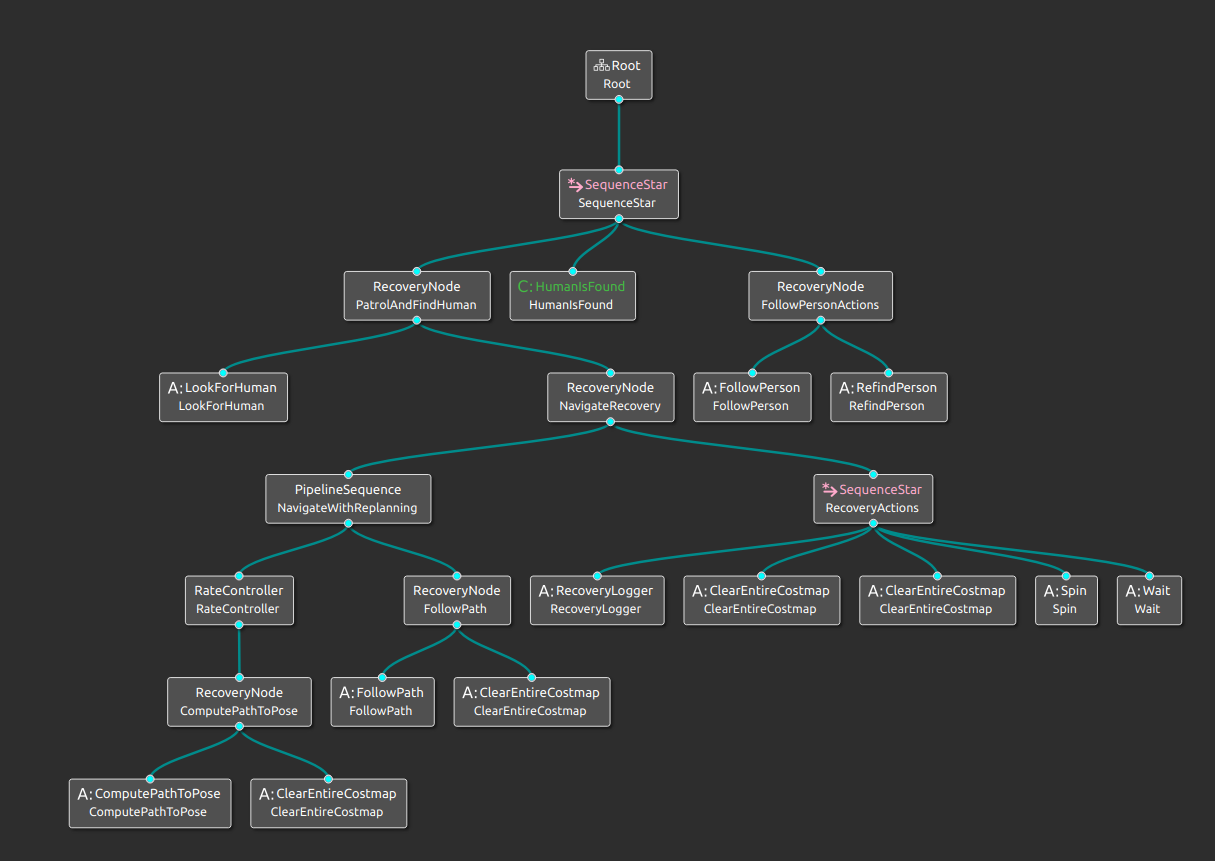 Root
Root
SequenceStar
SequenceStar
RecoveryNode
PatrolAndFindHuman
C:HumanIsFound
HumanIsFound
RecoveryNode
FollowPersonActions
A:LookForHuman
LookForHuman
RecoveryNode
NavigateRecovery
A:FollowPerson
FollowPerson
A:RefindPerson
RefindPerson
PipelineSequence
NavigateWithReplanning
SequenceStar
RecoveryActions
RateController
RateController
RecoveryNode
FollowPath
A:RecoveryLogger
RecoveryLogger
A:ClearEntireCostmap
ClearEntireCostmap
A:ClearEntireCostmap
ClearEntireCostmap
A:Spin
Spin
A:Wait
Wait
RecoveryNode
ComputePathToPose
A:FollowPath
FollowPath
A:ClearEntireCostmap
ClearEntireCostmap
A:ComputePathToPose
ComputePathToPose
A:ClearEntireCostmap
ClearEntireCostmap